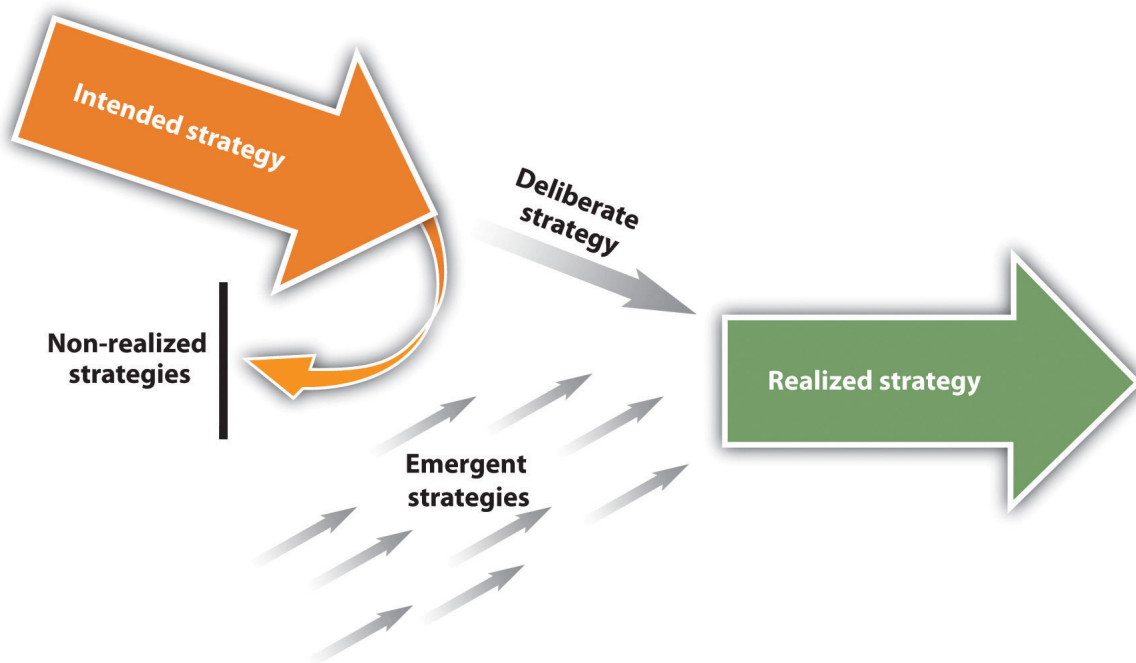 Intended strategy
Deliberate
strategy
Non-realized
strategies
Realized strategy
Emergent
strategies